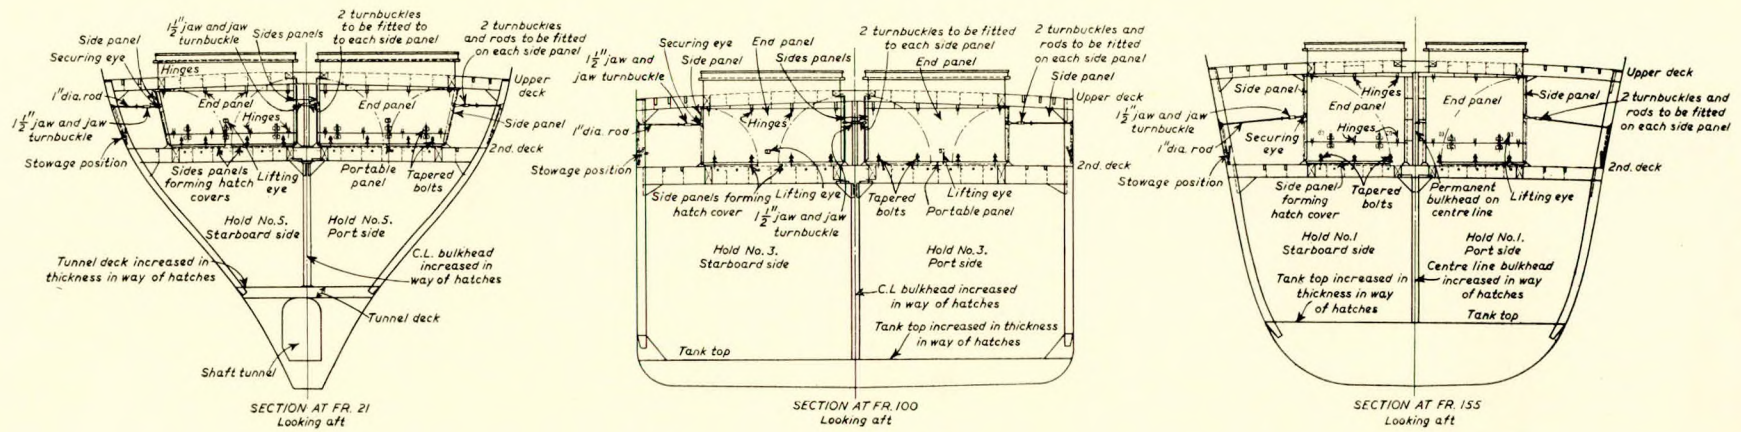 1½" jaw and jaw
turnbuckle
Sides panels
2 turnbuckles
to be fitted to
to each side panel
2 turnbuckles
and rods to be fitted
on each side panel
Side panel
Securing eye
Hinges
Upper
deck
1" dia. rod
End panel
End panel
1½" jaw and jaw
turnbuckle
Hinges
Side panel
Stowage position
2nd. deck
Sides panels
forming hatch
covers
Lifting
eye
Portable
panel
Tapered
bolts
Hold No.5.
Starboard side
Hold No.5.
Port side
Tunnel deck increased in
thickness in way of hatches
C.L. bulkhead
increased in
way of hatches
Tunnel deck
Shaft tunnel
SECTION AT FR. 21
Looking aft
Securing eye
Side panel
1½" jaw and
jaw turnbuckle
End panel
Sides panels
2 turnbuckles to be fitted
to each side panel
End panel
2 turnbuckles and
rods to be fitted
on each side panel
Side panel
Upper deck
1" dia. rod
Hinges
Stowage position
2nd. deck
Side panels forming
hatch cover
Lifting eye
1½" jaw and jaw
turnbuckle
Tapered
bolts
Lifting eye
Portable panel
Hold No.3.
Starboard side
Hold No.3.
Port side
C.L bulkhead increased
in way of hatches
Tank top increased in thickness
in way of hatches
Tank top
SECTION AT FR.100
Looking aft
Upper deck
Side panel
Hinges
End panel
End panel
Side panel
1½" jaw and jaw
turnbuckle
2 turnbuckles and
rods to be fitted
on each side panel
Hinges
Securing
eye
1" dia. rod
2nd. deck
Stowage position
Side panel
forming
hatch cover
Tapered
bolts
Permanent
bulkhead on
centre line
Lifting eye
Hold No.1
Starboard side
Hold No.1.
Port side
Tank top increased in
thickness in way
of hatches
Centre line bulkhead
increased in way
of hatches
Tank top
SECTION AT FR. 155
Looking aft